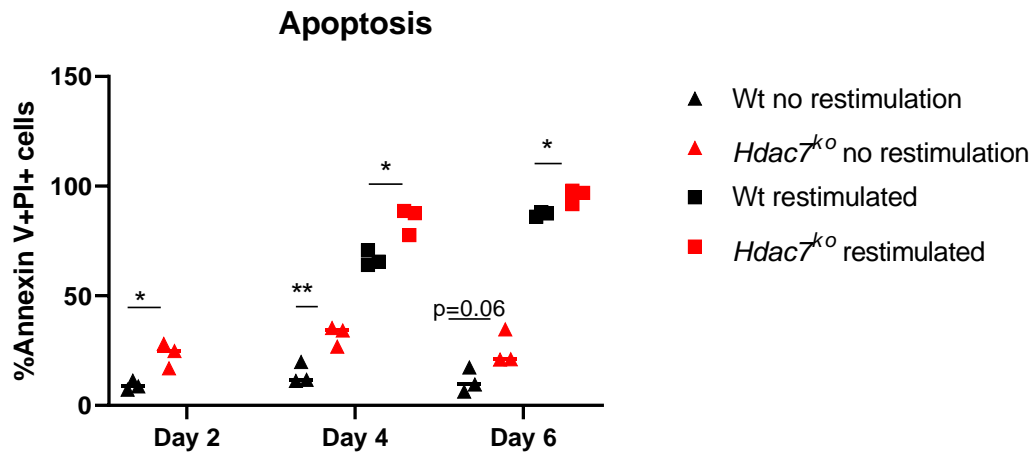 Apoptosis
%Annexin V+PI+ cells
150
100
50
0
*
**
*
p=0.06
*
Day 2
Day 4
Day 6
Wt no restimulation
Hdac7ᵏᵒ no restimulation
Wt restimulated
Hdac7ᵏᵒ restimulated